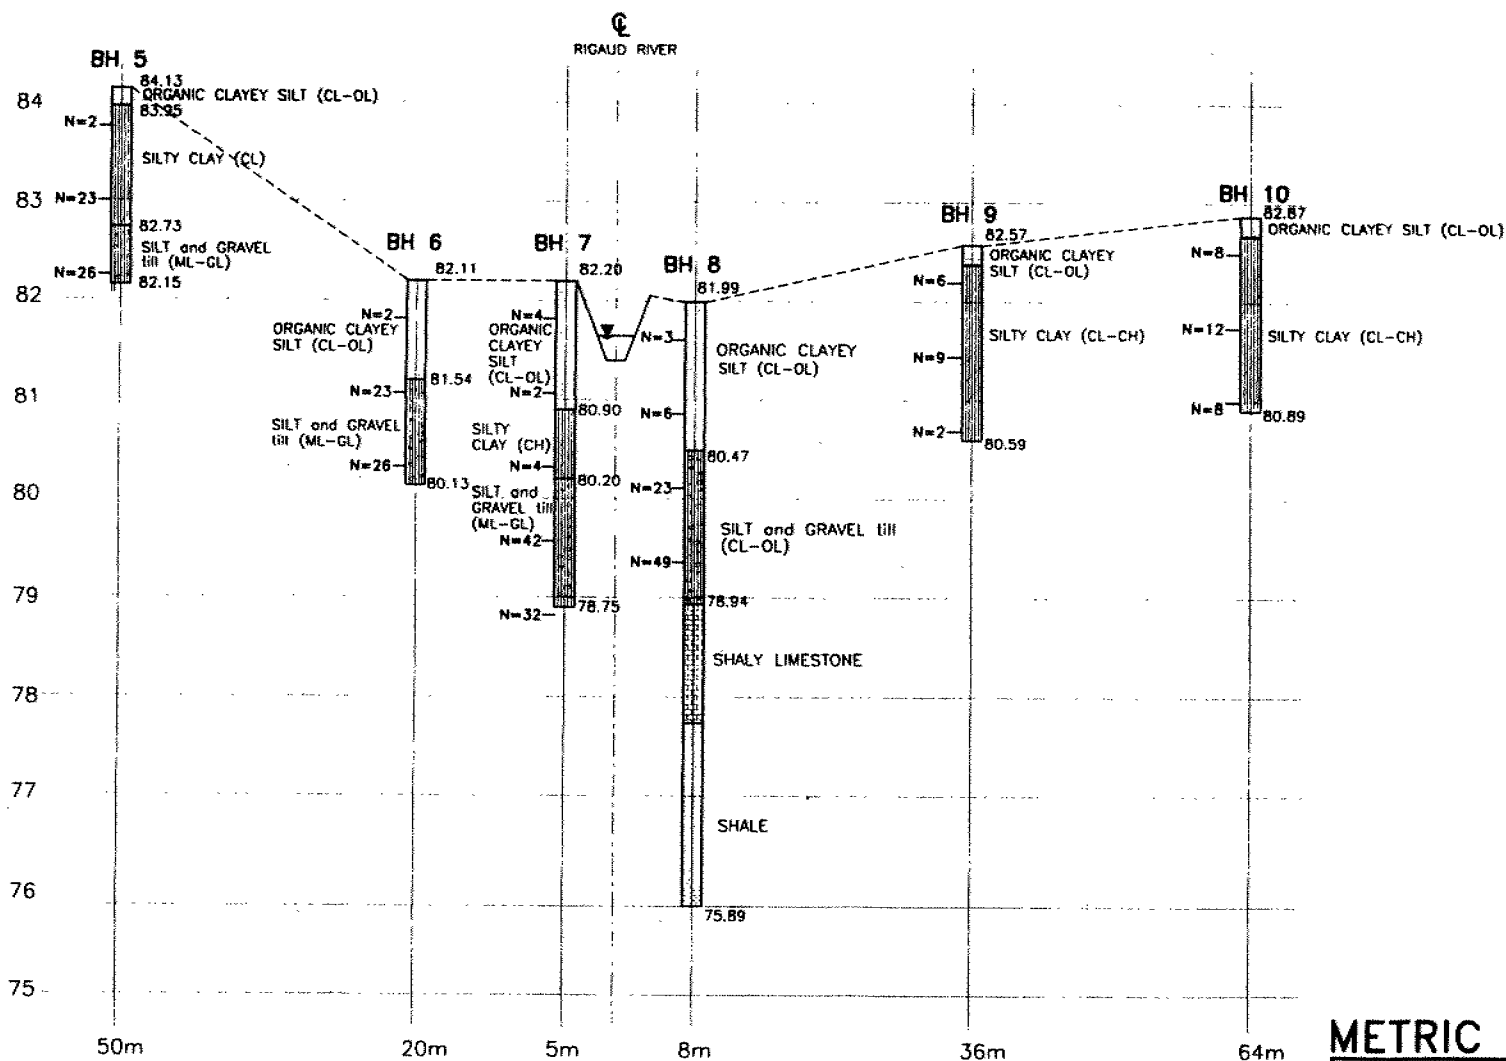 ℄
RIGAUD RIVER
BH 5
84.13
ORGANIC CLAYEY SILT (CL-OL)
83.95
N=2
SILTY CLAY (CL)
N=23
82.73
SILT and GRAVEL
till (ML-GL)
N=26
82.15
BH 6
82.11
N=2
ORGANIC CLAYEY
SILT (CL-OL)
81.54
N=23
SILT and GRAVEL
till (ML-GL)
N=26
80.13
BH 7
82.20
N=4
ORGANIC
CLAYEY
SILT
(CL-OL)
N=2
80.90
SILTY
CLAY (CH)
N=4
80.20
SILT and
GRAVEL till
(ML-GL)
N=42
78.75
N=32
BH 8
81.99
N=3
ORGANIC CLAYEY
SILT (CL-OL)
N=6
80.47
N=23
SILT and GRAVEL till
(CL-OL)
N=49
78.94
SHALY LIMESTONE
SHALE
75.89
BH 9
82.57
ORGANIC CLAYEY
SILT (CL-OL)
N=6
SILTY CLAY (CL-CH)
N=9
N=2
80.59
BH 10
82.87
ORGANIC CLAYEY SILT (CL-OL)
N=8
N=12
SILTY CLAY (CL-CH)
N=8
80.89
84
83
82
81
80
79
78
77
76
75
50m
20m
5m
8m
36m
64m
METRIC